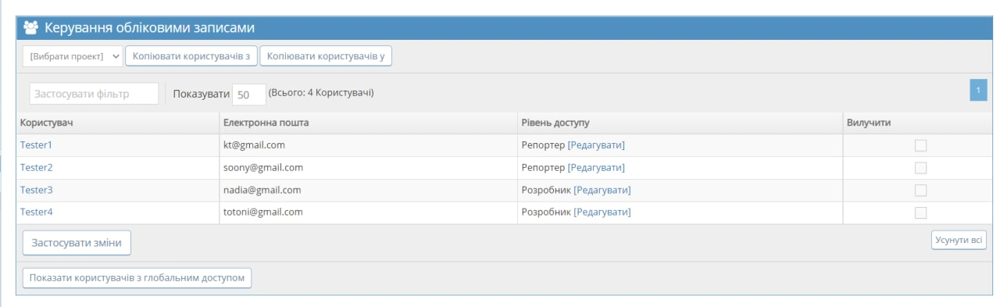 Керування обліковими записами
[Вибрати проект] Копіювати користувачів з Копіювати користувачів у
Застосувати фільтр Показувати 50 (Всього: 4 Користувачі) 1
Користувач Електронна пошта Рівень доступу Вилучити
Tester1 kt@gmail.com Репортер [Редагувати]
Tester2 soony@gmail.com Репортер [Редагувати]
Tester3 nadia@gmail.com Розробник [Редагувати]
Tester4 totoni@gmail.com Розробник [Редагувати]
Застосувати зміни Усунути всі
Показати користувачів з глобальним доступом